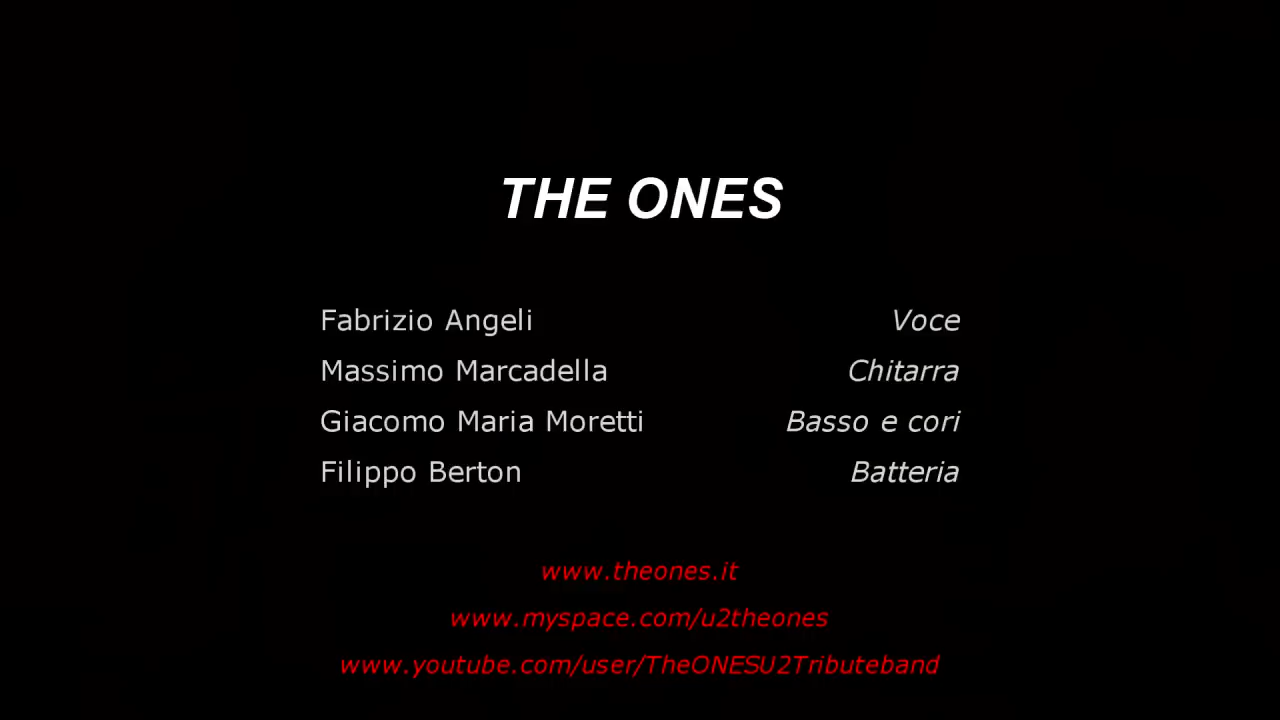 THE ONES
Fabrizio Angeli Voce
Massimo Marcadella Chitarra
Giacomo Maria Moretti Basso e cori
Filippo Berton Batteria
www.theones.it
www.myspace.com/u2theones
www.youtube.com/user/TheONESU2Tributeband